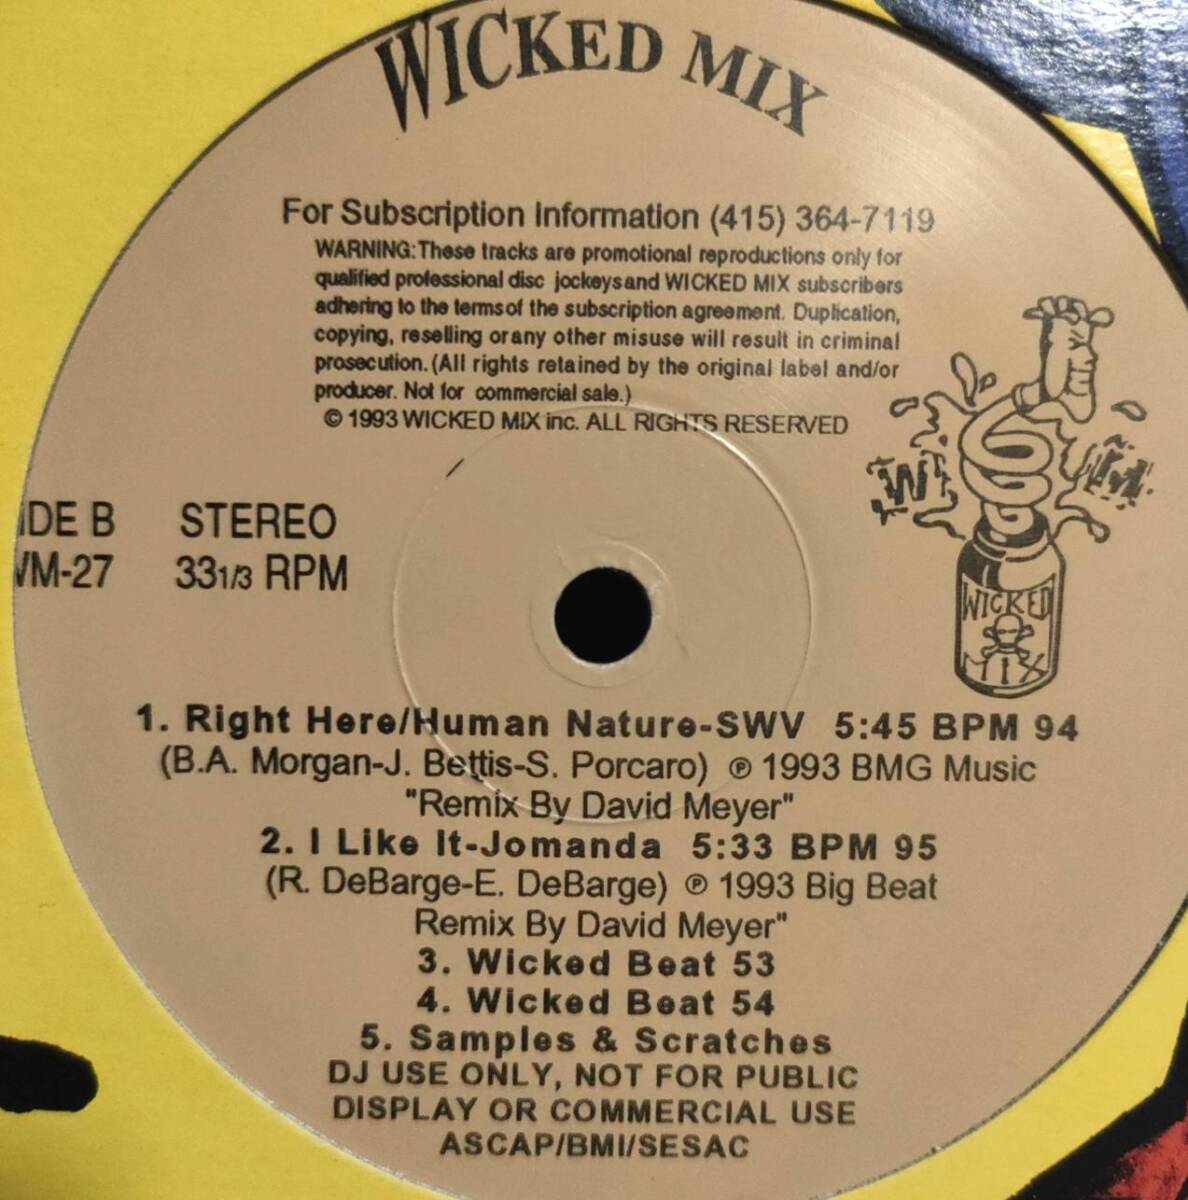 WICKED MIX
For Subscription Information (415) 364-7119
WARNING: These tracks are promotional reproductions only for
qualified professional disc jockeys and WICKED MIX subscribers
adhering to the terms of the subscription agreement. Duplication,
copying, reselling or any other misuse will result in criminal
prosecution. (All rights retained by the original label and/or
producer. Not for commercial sale.)
© 1993 WICKED MIX inc. ALL RIGHTS RESERVED
IDE B STEREO
WM-27 33 1/3 RPM
W M
WICKED
MIX
1. Right Here/Human Nature-SWV 5:45 BPM 94
(B.A. Morgan-J. Bettis-S. Porcaro) ℗ 1993 BMG Music
"Remix By David Meyer"
2. I Like It-Jomanda 5:33 BPM 95
(R. DeBarge-E. DeBarge) ℗ 1993 Big Beat
Remix By David Meyer"
3. Wicked Beat 53
4. Wicked Beat 54
5. Samples & Scratches
DJ USE ONLY, NOT FOR PUBLIC
DISPLAY OR COMMERCIAL USE
ASCAP/BMI/SESAC